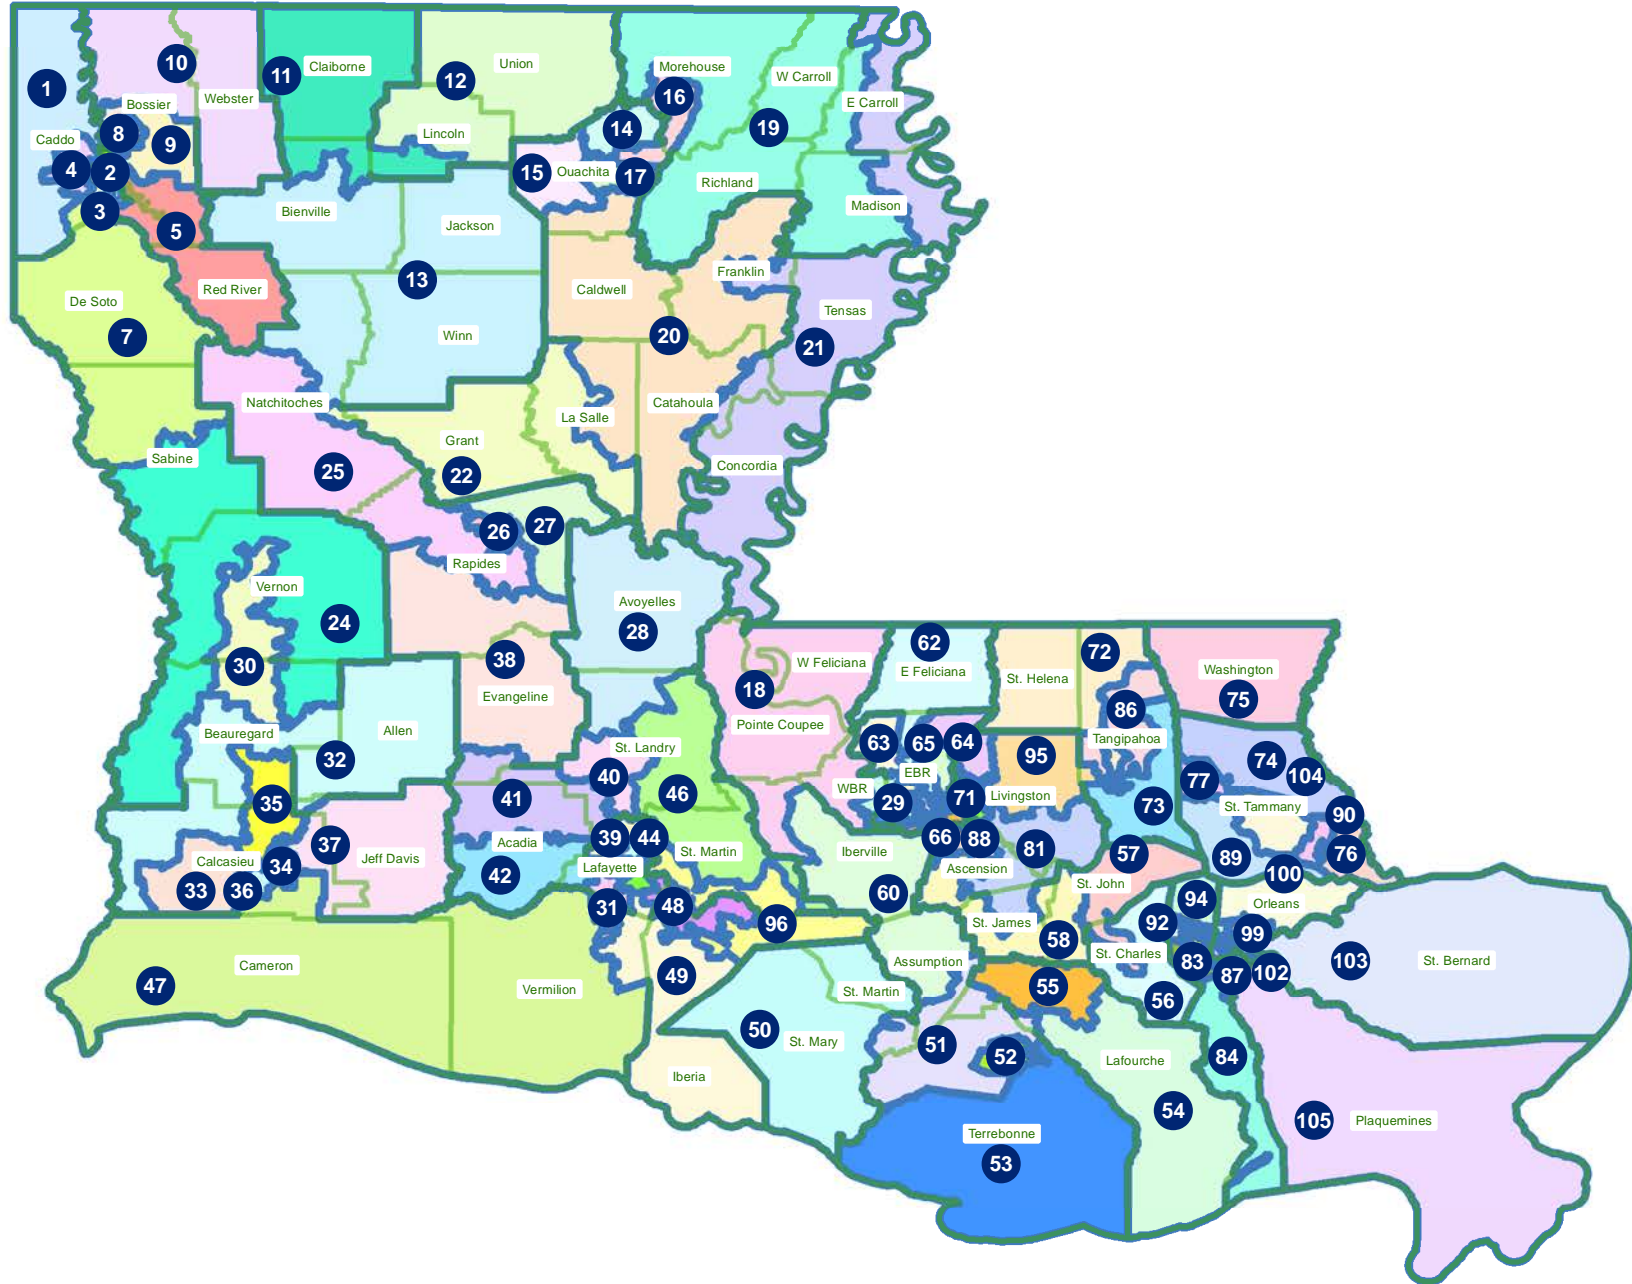 10
1
11
Claiborne
12
Union
Morehouse
W Carroll
16
Webster
Bossier
E Carroll
8
9
Caddo
Lincoln
14
19
4
2
15
Ouachita
17
Richland
3
5
Bienville
Jackson
Madison
13
Franklin
De Soto
Red River
Caldwell
Tensas
7
Winn
20
21
Natchitoches
La Salle
Catahoula
Grant
Sabine
25
22
Concordia
26
27
Rapides
Vernon
Avoyelles
24
28
30
38
Evangeline
62
E Feliciana
W Feliciana
18
St. Helena
72
Washington
75
86
Pointe Coupee
Tangipahoa
Beauregard
Allen
32
St. Landry
40
63
65
64
95
74
104
77
EBR
35
41
46
WBR
29
71
Livingston
73
St. Tammany
90
37
Acadia
39
44
66
88
81
57
76
Calcasieu
34
Jeff Davis
St. Martin
Iberville
89
Lafayette
42
Ascension
100
33
36
31
48
60
St. John
94
Orleans
96
St. James
58
92
99
Cameron
47
Vermilion
49
Assumption
St. Charles
83
87
102
103
St. Bernard
St. Martin
55
56
50
St. Mary
51
52
Lafourche
84
Iberia
54
105
Plaquemines
Terrebonne
53